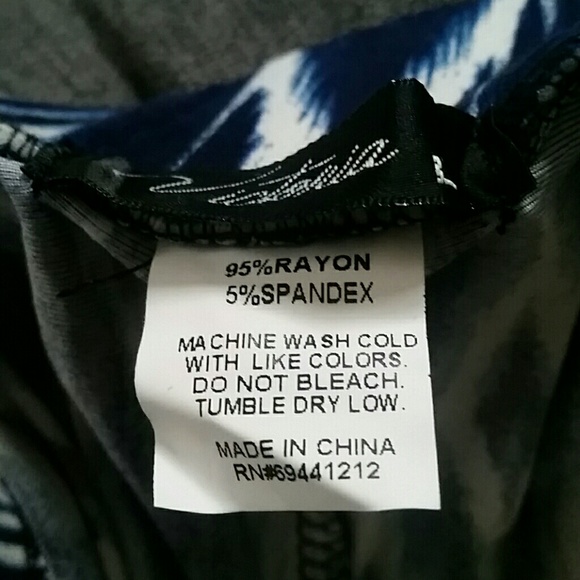 95%RAYON
5%SPANDEX
MACHINE WASH COLD
WITH LIKE COLORS.
DO NOT BLEACH.
TUMBLE DRY LOW.
MADE IN CHINA
RN#69441212